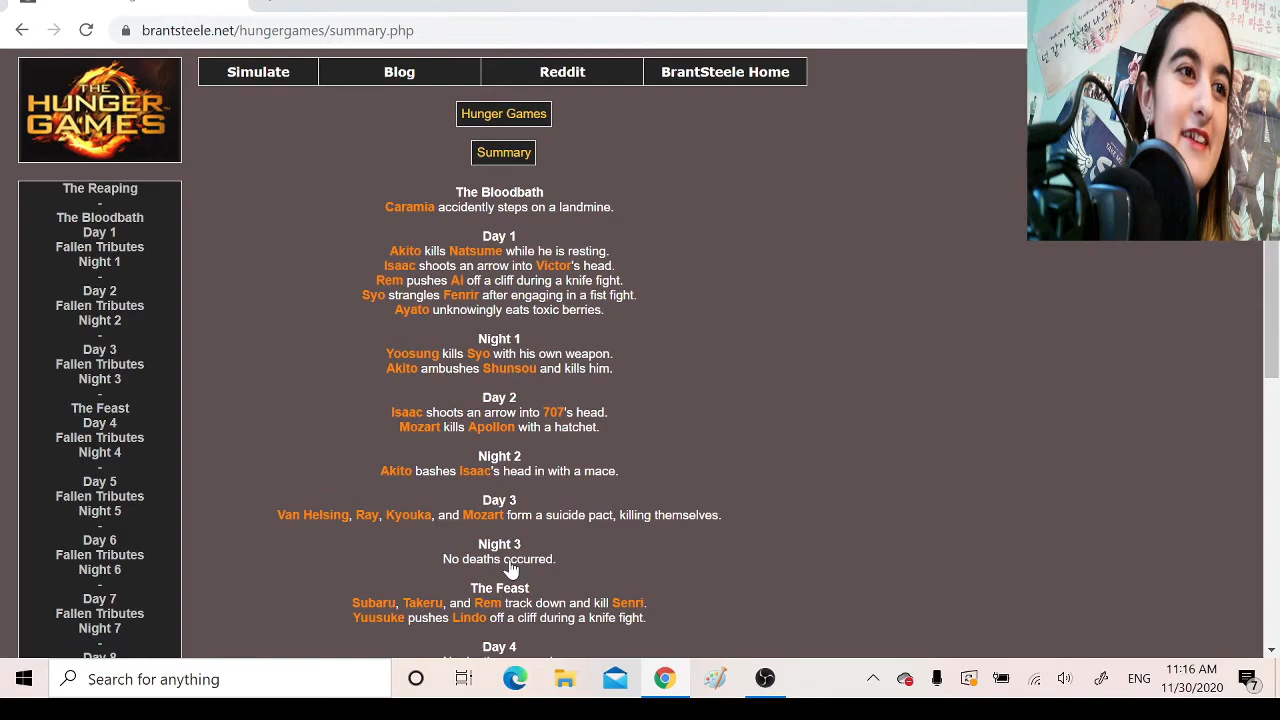 brantsteele.net/hungergames/summary.php
THE
HUNGER
GAMES
Simulate
Blog
Reddit
BrantSteele Home
Hunger Games
Summary
The Reaping
-
The Bloodbath
Day 1
Fallen Tributes
Night 1
-
Day 2
Fallen Tributes
Night 2
-
Day 3
Fallen Tributes
Night 3
-
The Feast
Day 4
Fallen Tributes
Night 4
-
Day 5
Fallen Tributes
Night 5
-
Day 6
Fallen Tributes
Night 6
-
Day 7
Fallen Tributes
Night 7
-
The Bloodbath
Caramia accidently steps on a landmine.
Day 1
Akito kills Natsume while he is resting.
Isaac shoots an arrow into Victor's head.
Rem pushes Al off a cliff during a knife fight.
Syo strangles Fenrir after engaging in a fist fight.
Ayato unknowingly eats toxic berries.
Night 1
Yoosung kills Syo with his own weapon.
Akito ambushes Shunsou and kills him.
Day 2
Isaac shoots an arrow into 707's head.
Mozart kills Apollon with a hatchet.
Night 2
Akito bashes Isaac's head in with a mace.
Day 3
Van Helsing, Ray, Kyouka, and Mozart form a suicide pact, killing themselves.
Night 3
No deaths occurred.
The Feast
Subaru, Takeru, and Rem track down and kill Senri.
Yuusuke pushes Lindo off a cliff during a knife fight.
Day 4
Search for anything
ENG
11:16 AM
11/30/2020
7